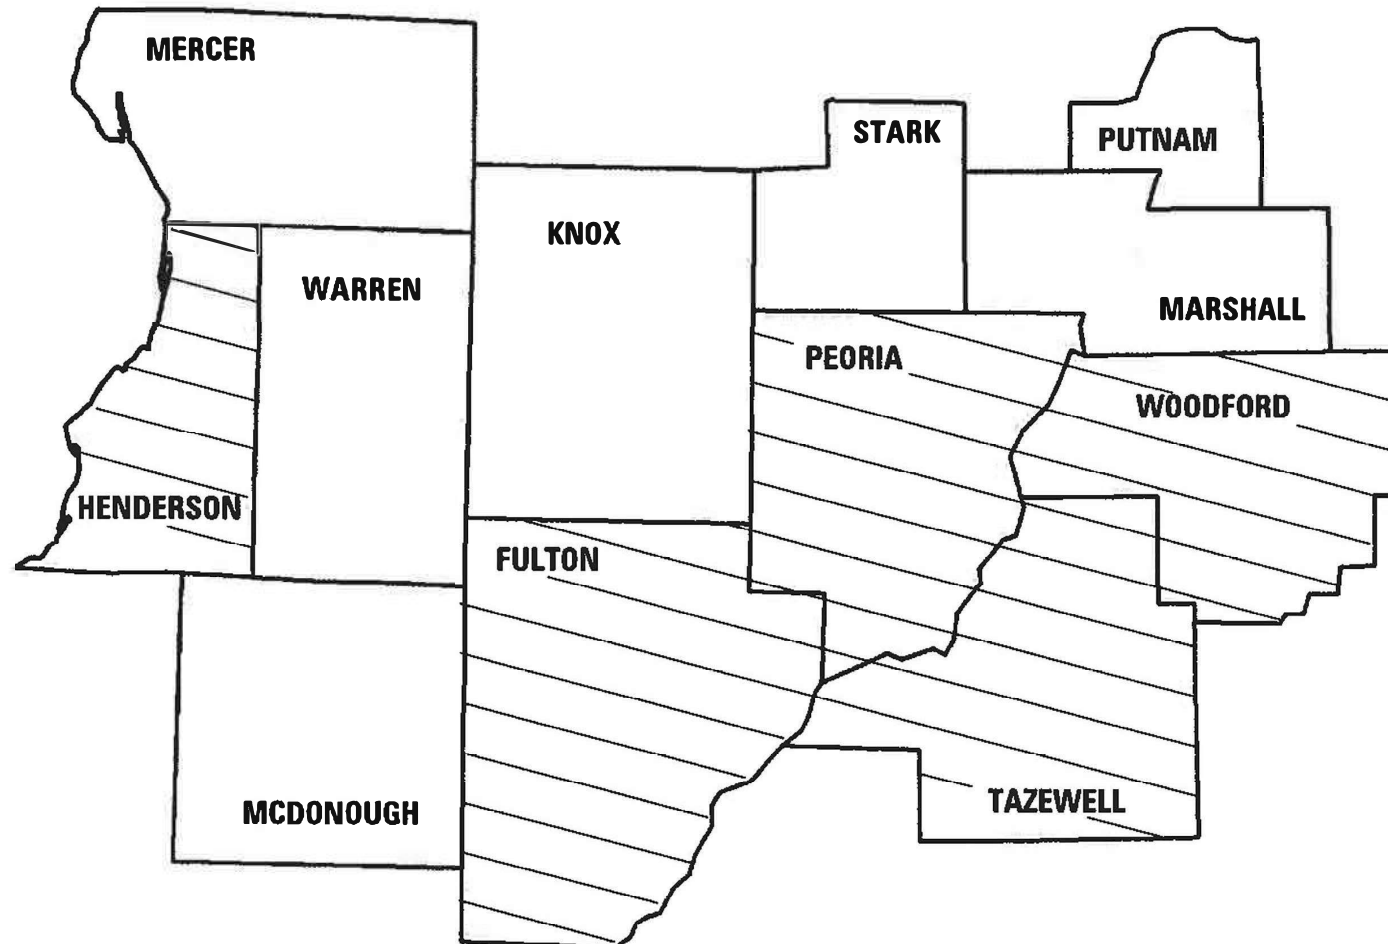 MERCER
STARK
PUTNAM
KNOX
WARREN
MARSHALL
PEORIA
WOODFORD
HENDERSON
FULTON
TAZEWELL
MCDONOUGH